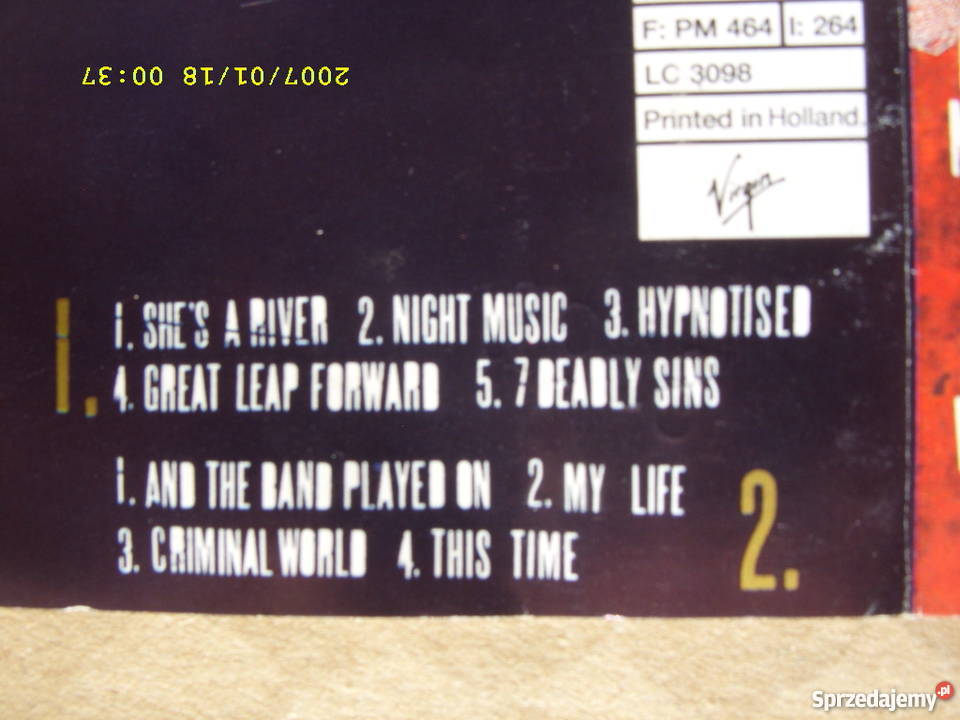 F: PM 464 I: 264
LC 3098
Printed in Holland.
Virgin
2007/01/18 00:37
1.
1. SHE'S A RIVER 2. NIGHT MUSIC 3. HYPNOTISED
4. GREAT LEAP FORWARD 5. 7 DEADLY SINS
1. AND THE BAND PLAYED ON 2. MY LIFE
3. CRIMINAL WORLD 4. THIS TIME
2.
Sprzedajemy.pl